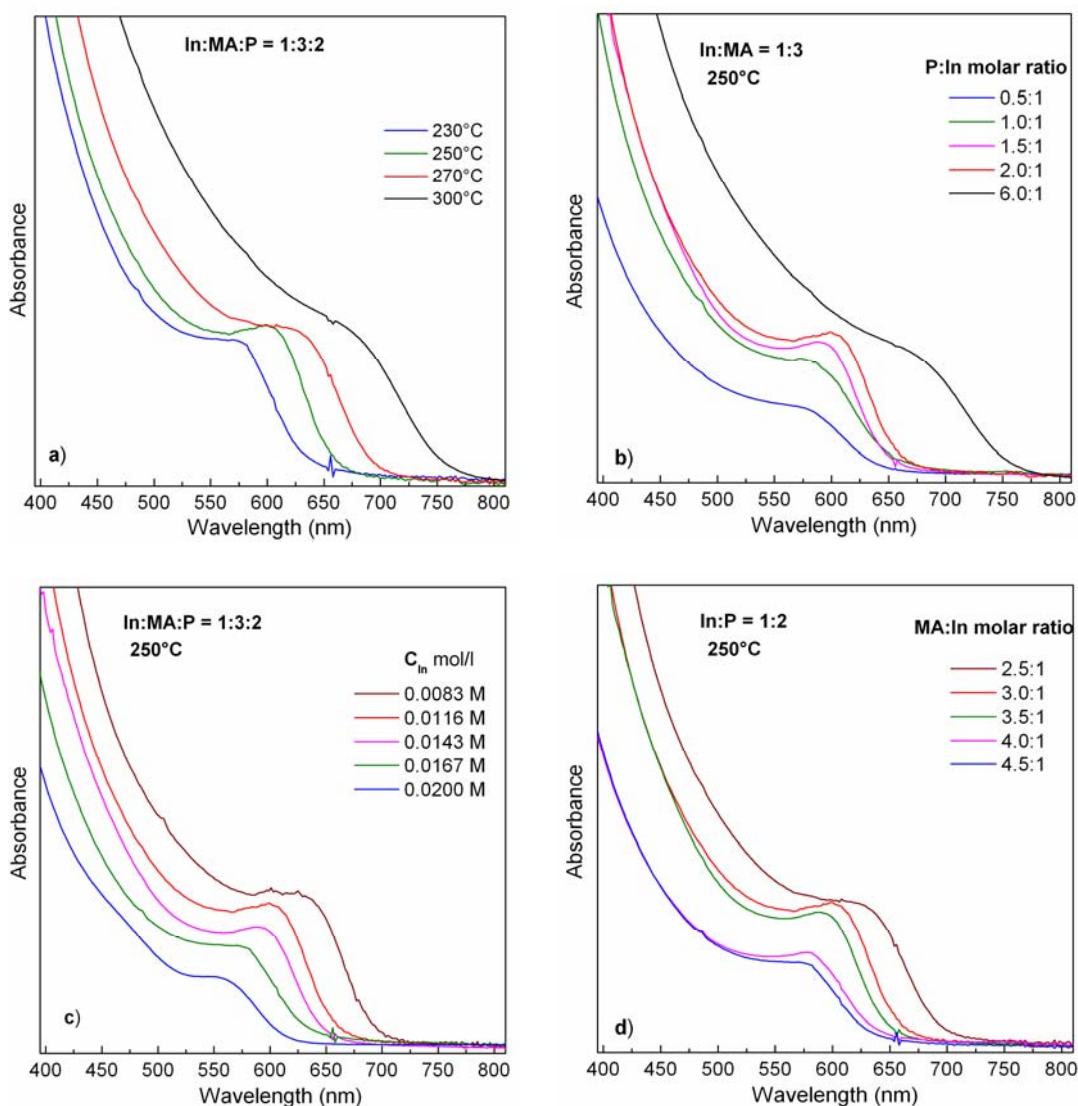 In:MA:P = 1:3:2
230°C
250°C
270°C
300°C
Absorbance
a)
400 450 500 550 600 650 700 750 800
Wavelength (nm)
In:MA = 1:3
250°C
P:In molar ratio
0.5:1
1.0:1
1.5:1
2.0:1
6.0:1
Absorbance
b)
400 450 500 550 600 650 700 750 800
Wavelength (nm)
In:MA:P = 1:3:2
250°C
C_In mol/l
0.0083 M
0.0116 M
0.0143 M
0.0167 M
0.0200 M
Absorbance
c)
400 450 500 550 600 650 700 750 800
Wavelength (nm)
In:P = 1:2
250°C
MA:In molar ratio
2.5:1
3.0:1
3.5:1
4.0:1
4.5:1
Absorbance
d)
400 450 500 550 600 650 700 750 800
Wavelength (nm)